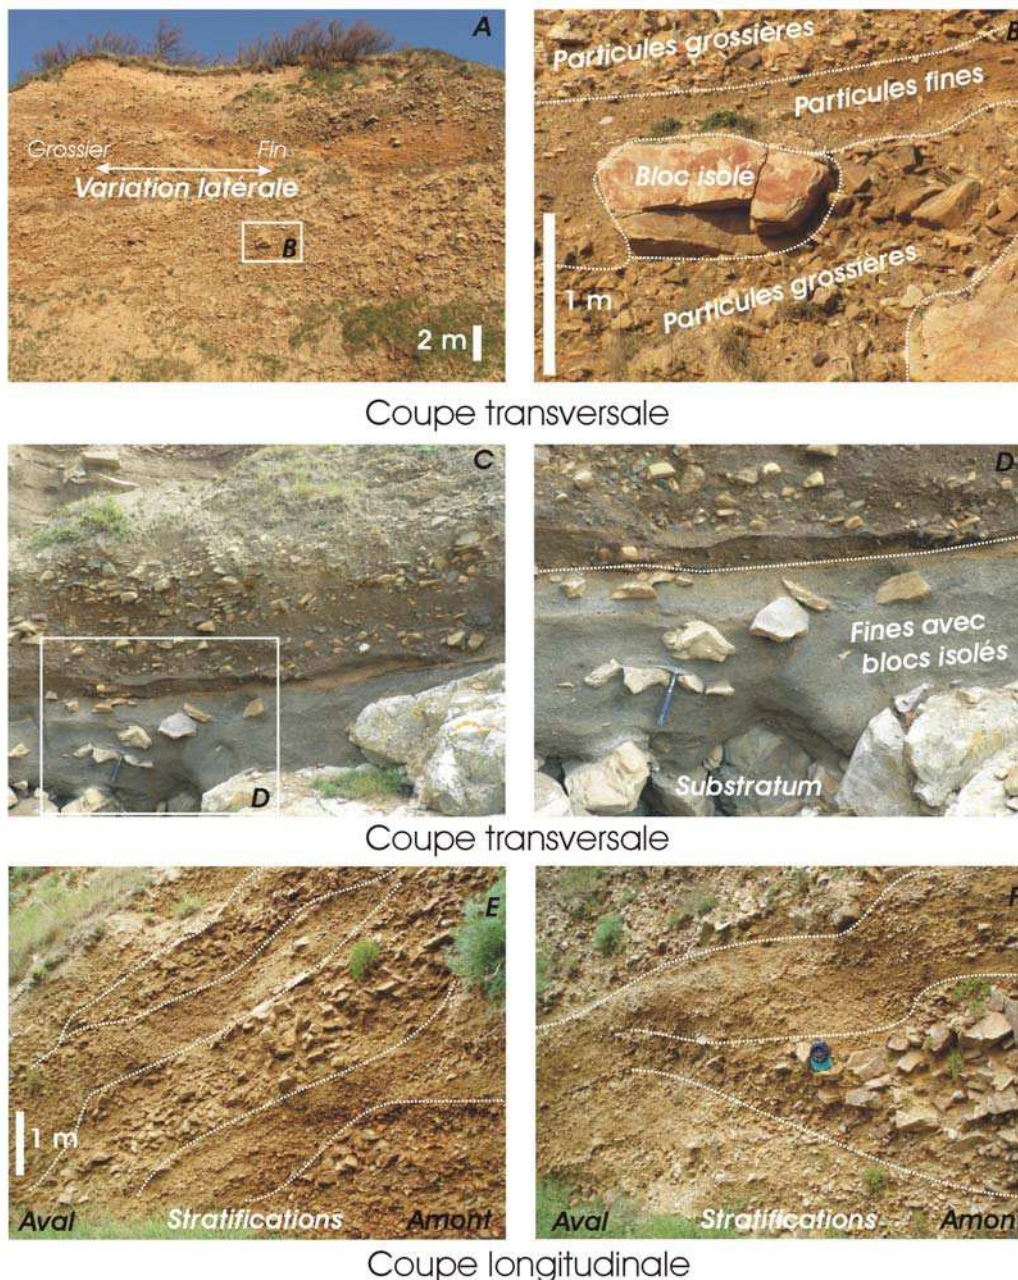 A
Grossier
Fin
Variation latérale
B
2 m
B
Particules grossières
Particules fines
Bloc isolé
1 m
Particules grossières
Coupe transversale
C
D
D
Fines avec
blocs isolés
Substratum
Coupe transversale
E
1 m
Aval
Stratifications
Amont
F
Aval
Stratifications
Amon
Coupe longitudinale